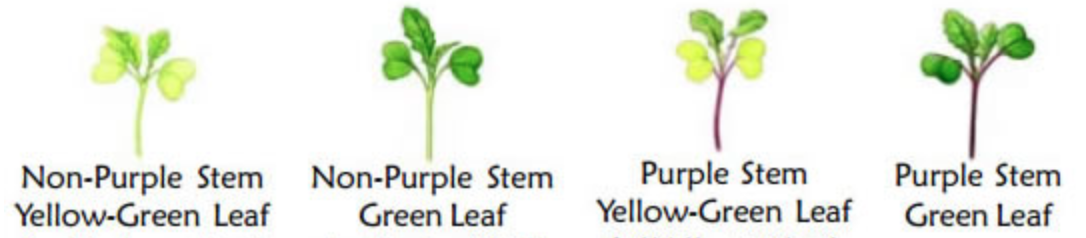 Non-Purple Stem
Yellow-Green Leaf
Non-Purple Stem
Green Leaf
Purple Stem
Yellow-Green Leaf
Purple Stem
Green Leaf